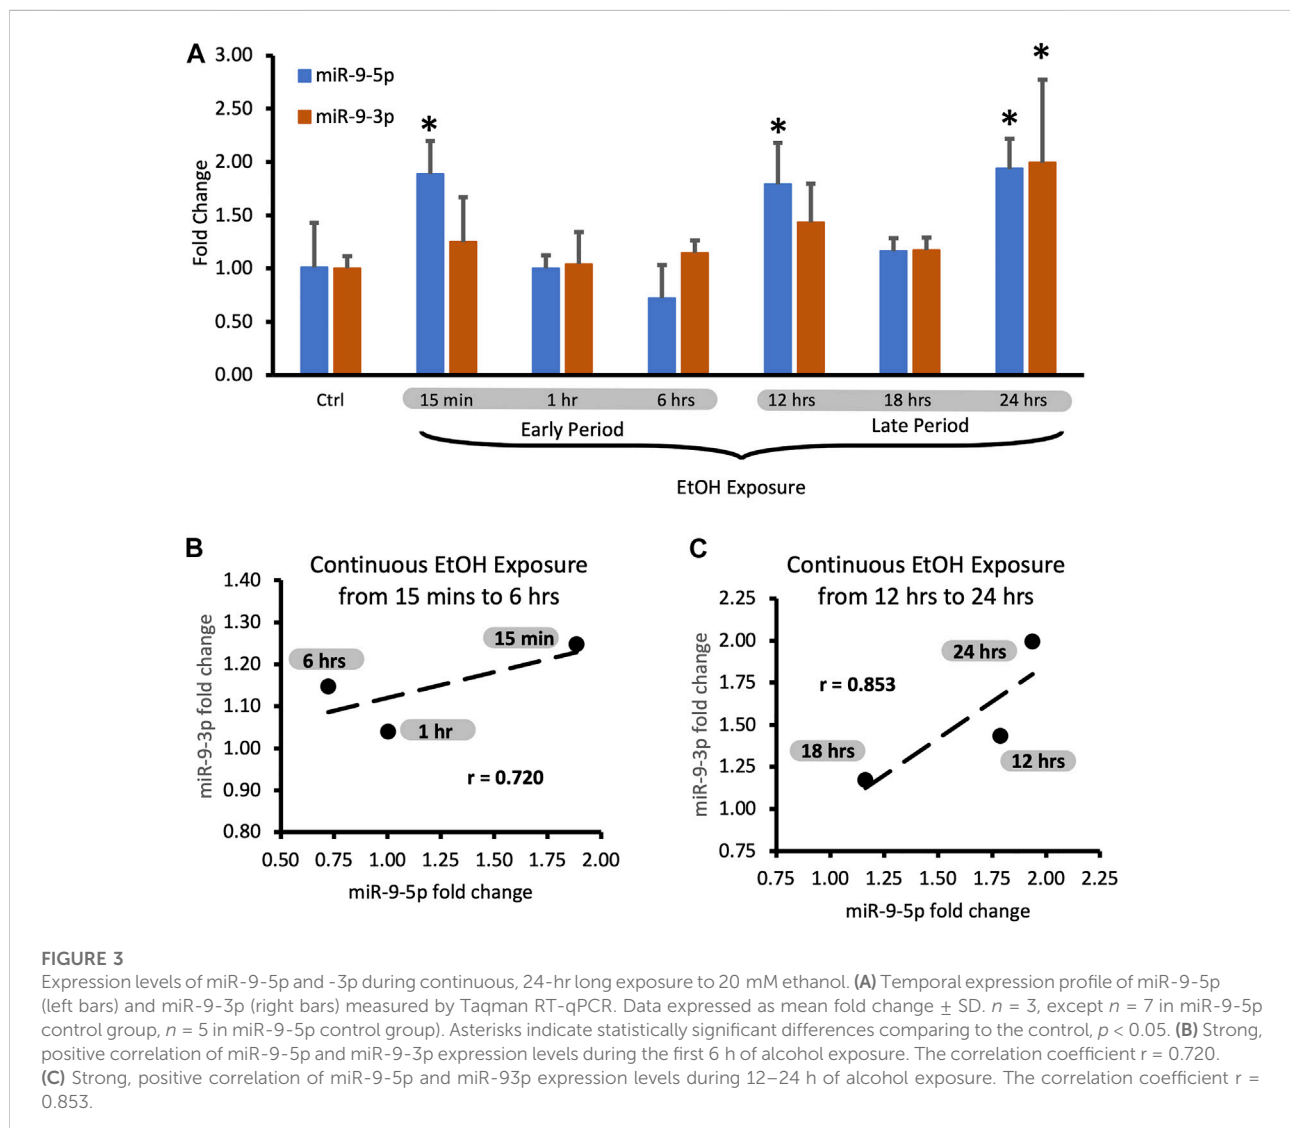 A
3.00
2.50
2.00
1.50
1.00
0.50
0.00
Fold Change
miR-9-5p
miR-9-3p
*
*
*
*
Ctrl
15 min
1 hr
6 hrs
12 hrs
18 hrs
24 hrs
Early Period
Late Period
EtOH Exposure
B
Continuous EtOH Exposure
from 15 mins to 6 hrs
1.40
1.30
1.20
1.10
1.00
0.90
0.80
miR-9-3p fold change
6 hrs
15 min
1 hr
r = 0.720
0.50 0.75 1.00 1.25 1.50 1.75 2.00
miR-9-5p fold change
C
Continuous EtOH Exposure
from 12 hrs to 24 hrs
2.25
2.00
1.75
1.50
1.25
1.00
0.75
miR-9-3p fold change
24 hrs
r = 0.853
18 hrs
12 hrs
0.75 1.00 1.25 1.50 1.75 2.00 2.25
miR-9-5p fold change
FIGURE 3
Expression levels of miR-9-5p and -3p during continuous, 24-hr long exposure to 20 mM ethanol. (A) Temporal expression profile of miR-9-5p
(left bars) and miR-9-3p (right bars) measured by Taqman RT-qPCR. Data expressed as mean fold change ± SD. n = 3, except n = 7 in miR-9-5p
control group, n = 5 in miR-9-5p control group). Asterisks indicate statistically significant differences comparing to the control, p < 0.05. (B) Strong,
positive correlation of miR-9-5p and miR-9-3p expression levels during the first 6 h of alcohol exposure. The correlation coefficient r = 0.720.
(C) Strong, positive correlation of miR-9-5p and miR-93p expression levels during 12–24 h of alcohol exposure. The correlation coefficient r =
0.853.